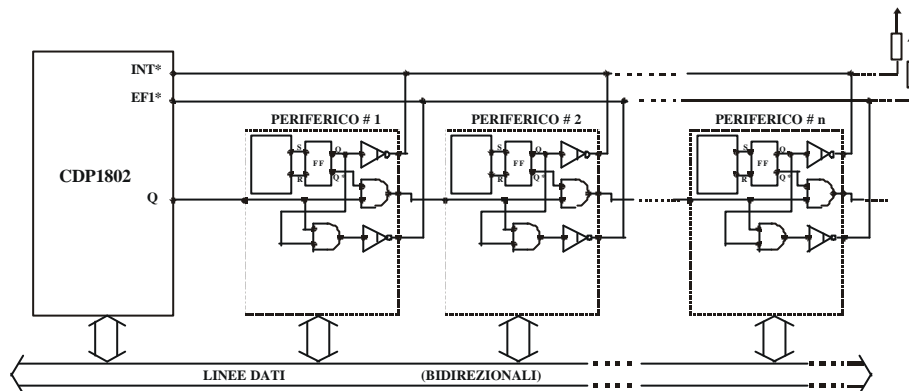 INT*
EF1*
PERIFERICO # 1
PERIFERICO # 2
PERIFERICO # n
S
Q
FF
R
Q*
S
Q
FF
R
Q*
S
Q
FF
R
Q*
CDP1802
Q
LINEE DATI (BIDIREZIONALI)